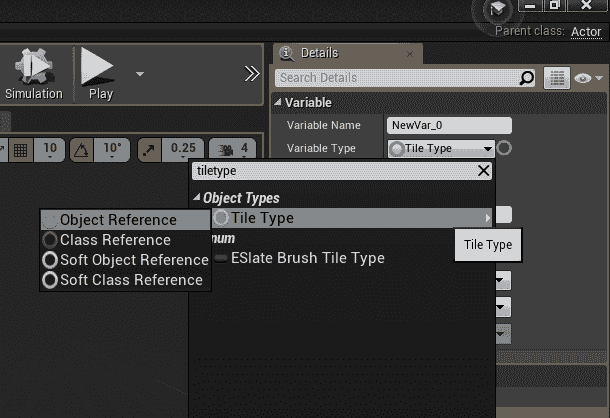 Parent class: Actor
Simulation
Play
Details
Search Details
Variable
Variable Name NewVar_0
Variable Type Tile Type
10 10° 0.25 4
tiletype
Object Types
Tile Type
Object Reference
Class Reference
Soft Object Reference
Soft Class Reference
num
ESlate Brush Tile Type
Tile Type